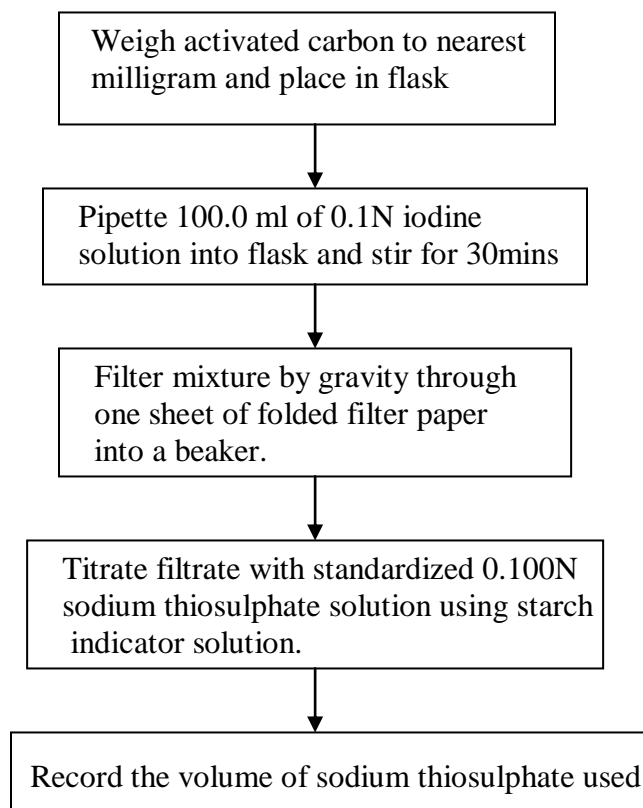 Weigh activated carbon to nearest
milligram and place in flask
Pipette 100.0 ml of 0.1N iodine
solution into flask and stir for 30mins
Filter mixture by gravity through
one sheet of folded filter paper
into a beaker.
Titrate filtrate with standardized 0.100N
sodium thiosulphate solution using starch
indicator solution.
Record the volume of sodium thiosulphate used